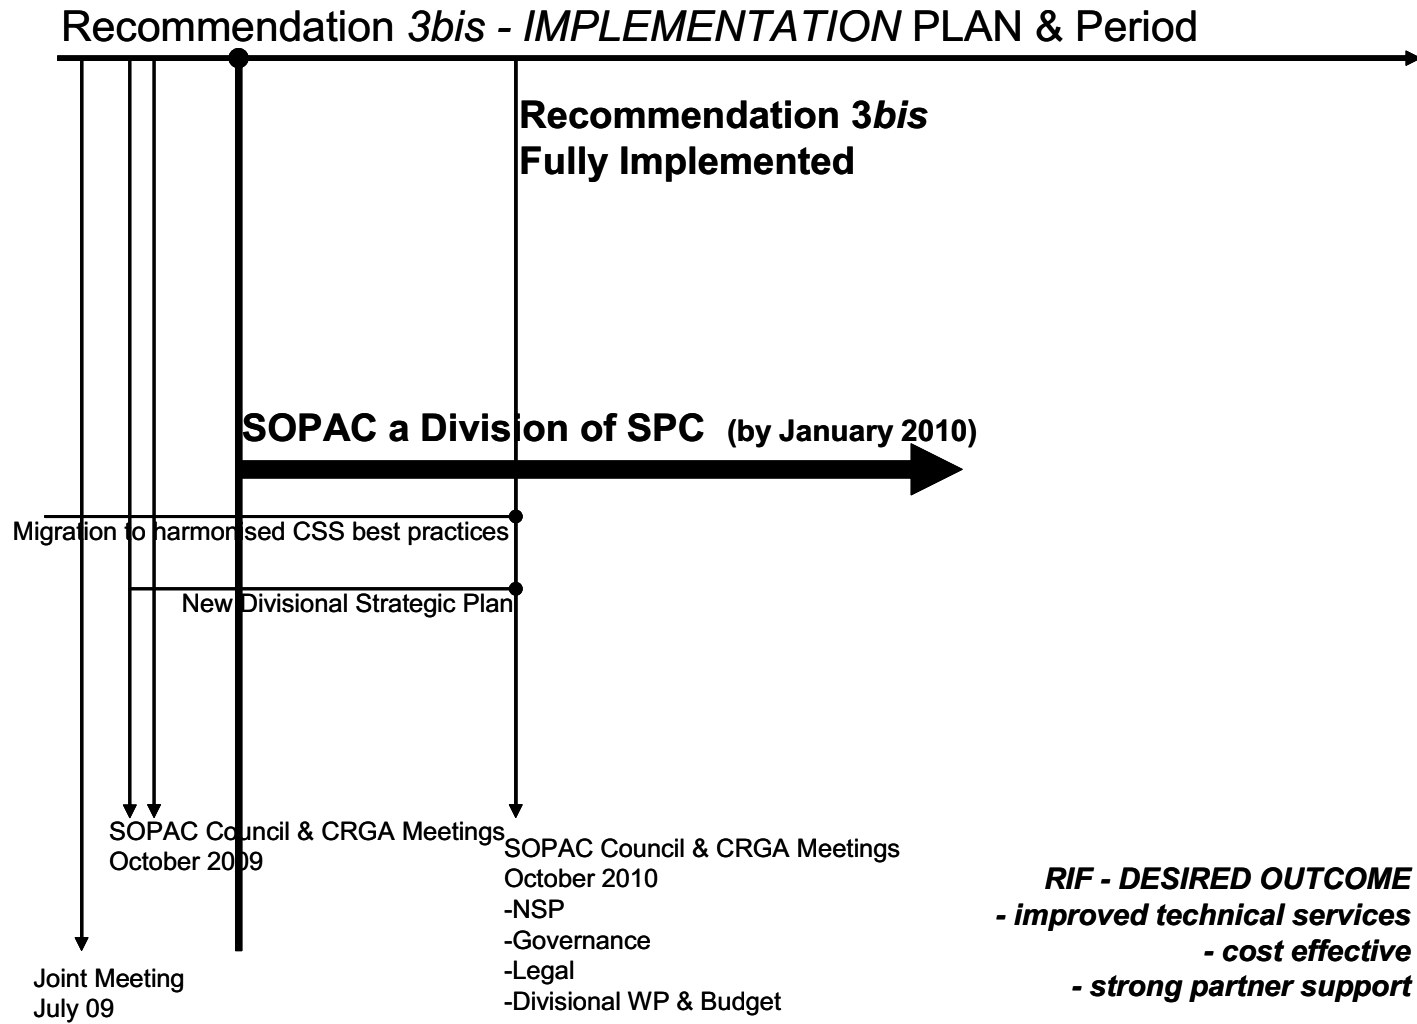 Recommendation 3bis - IMPLEMENTATION PLAN & Period
Recommendation 3bis
Fully Implemented
SOPAC a Division of SPC (by January 2010)
Migration to harmonised CSS best practices
New Divisional Strategic Plan
SOPAC Council & CRGA Meetings
October 2009
SOPAC Council & CRGA Meetings
October 2010
-NSP
-Governance
-Legal
-Divisional WP & Budget
Joint Meeting
July 09
RIF - DESIRED OUTCOME
- improved technical services
- cost effective
- strong partner support